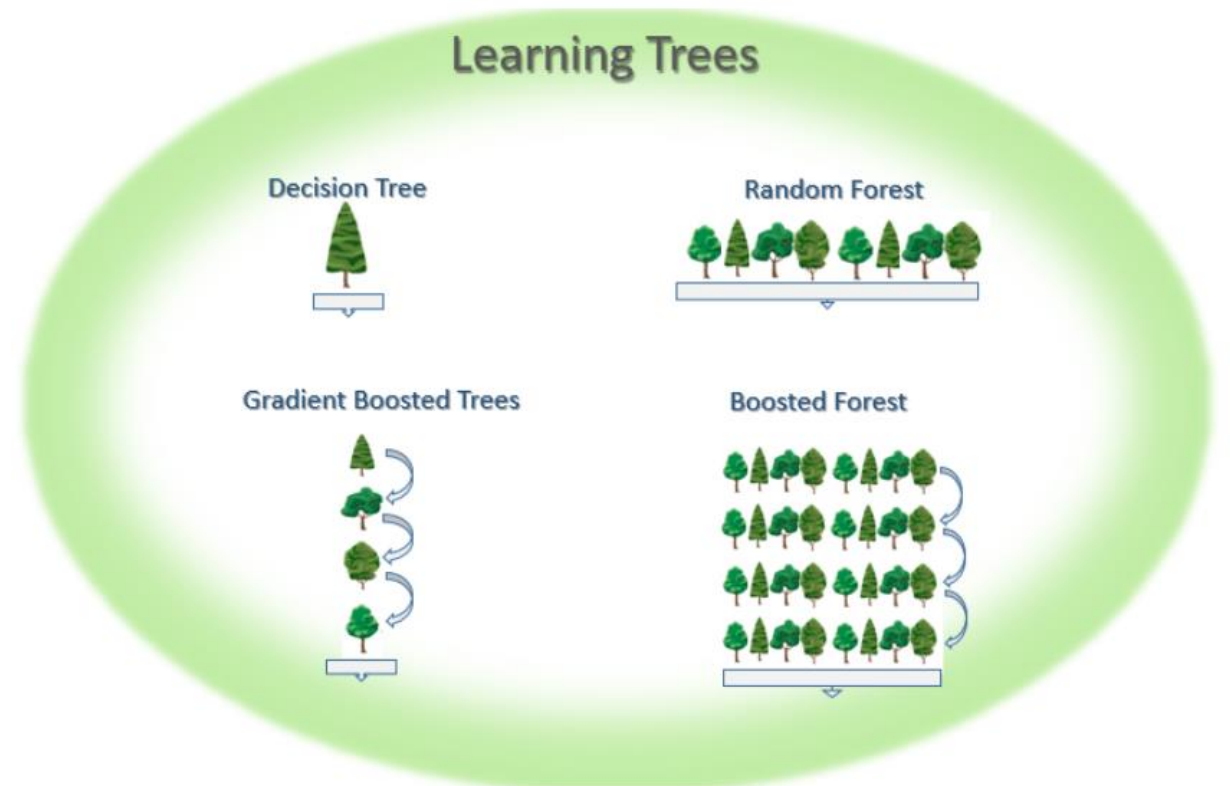 Learning Trees
Decision Tree
Random Forest
Gradient Boosted Trees
Boosted Forest